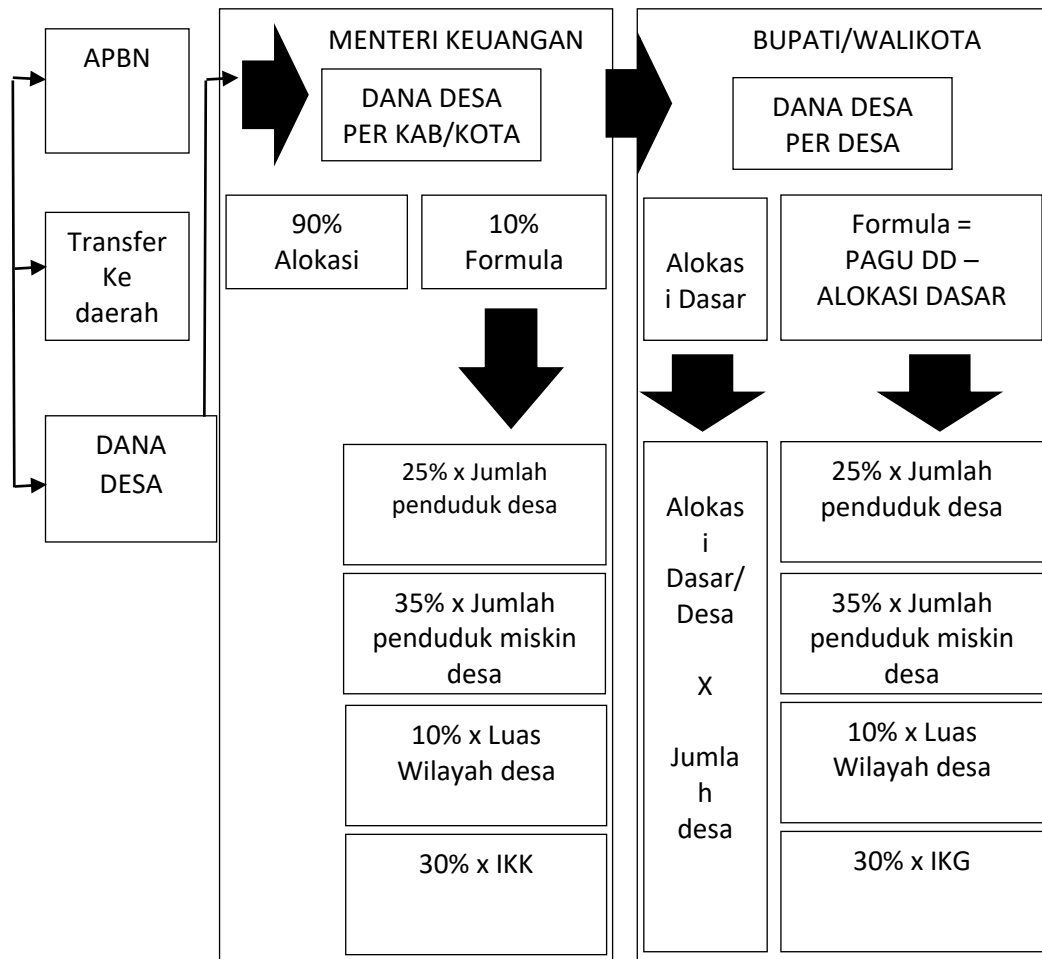 APBN
Transfer
Ke
daerah
DANA
DESA
MENTERI KEUANGAN
DANA DESA
PER KAB/KOTA
90%
Alokasi
10%
Formula
25% x Jumlah
penduduk desa
35% x Jumlah
penduduk miskin
desa
10% x Luas
Wilayah desa
30% x IKK
BUPATI/WALIKOTA
DANA DESA
PER DESA
Alokas
i Dasar
Formula =
PAGU DD –
ALOKASI DASAR
Alokas
i
Dasar/
Desa
X
Jumla
h
desa
25% x Jumlah
penduduk desa
35% x Jumlah
penduduk miskin
desa
10% x Luas
Wilayah desa
30% x IKG